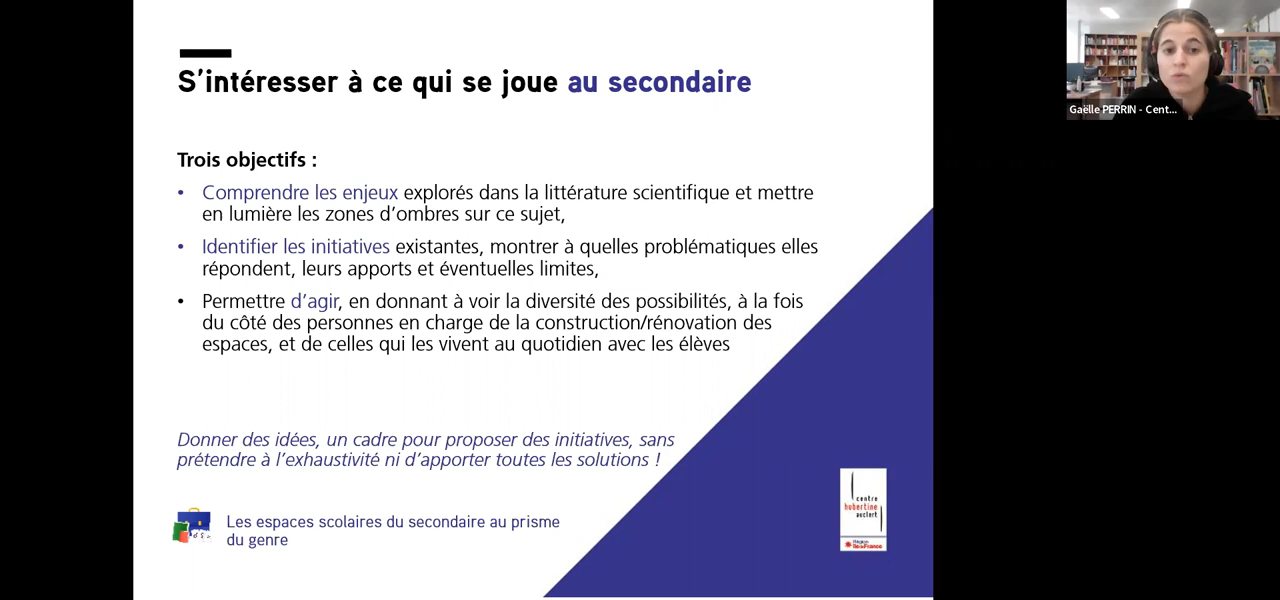 S'intéresser à ce qui se joue au secondaire
Gaëlle PERRIN - Cent...
Trois objectifs :
• Comprendre les enjeux explorés dans la littérature scientifique et mettre
en lumière les zones d'ombres sur ce sujet,
• Identifier les initiatives existantes, montrer à quelles problématiques elles
répondent, leurs apports et éventuelles limites,
• Permettre d'agir, en donnant à voir la diversité des possibilités, à la fois
du côté des personnes en charge de la construction/rénovation des
espaces, et de celles qui les vivent au quotidien avec les élèves
Donner des idées, un cadre pour proposer des initiatives, sans
prétendre à l'exhaustivité ni d'apporter toutes les solutions !
Les espaces scolaires du secondaire au prisme
du genre
centre
hubertine
auclert
Région
îledeFrance